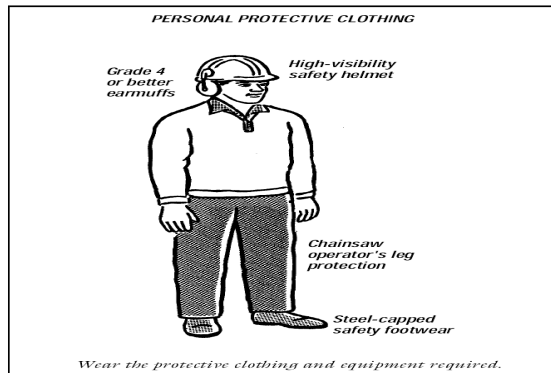 PERSONAL PROTECTIVE CLOTHING
Grade 4
or better
earmuffs
High-visibility
safety helmet
Chainsaw
operator's leg
protection
Steel-capped
safety footwear
Wear the protective clothing and equipment required.